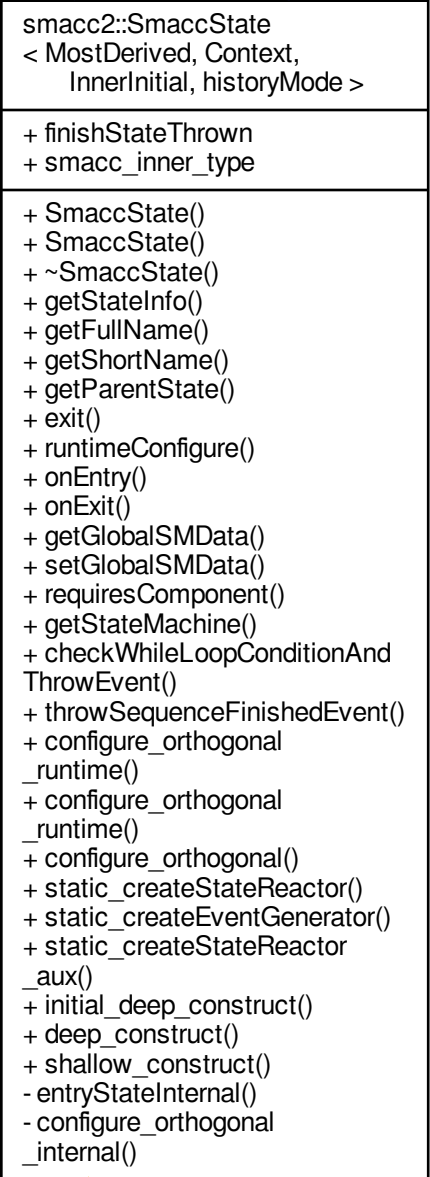 smacc2::SmaccState
< MostDerived, Context,
InnerInitial, historyMode >
+ finishStateThrown
+ smacc_inner_type
+ SmaccState()
+ SmaccState()
+ ~SmaccState()
+ getStateInfo()
+ getFullName()
+ getShortName()
+ getParentState()
+ exit()
+ runtimeConfigure()
+ onEntry()
+ onExit()
+ getGlobalSMData()
+ setGlobalSMData()
+ requiresComponent()
+ getStateMachine()
+ checkWhileLoopConditionAnd
ThrowEvent()
+ throwSequenceFinishedEvent()
+ configure_orthogonal
_runtime()
+ configure_orthogonal
_runtime()
+ configure_orthogonal()
+ static_createStateReactor()
+ static_createEventGenerator()
+ static_createStateReactor
_aux()
+ initial_deep_construct()
+ deep_construct()
+ shallow_construct()
- entryStateInternal()
- configure_orthogonal
_internal()